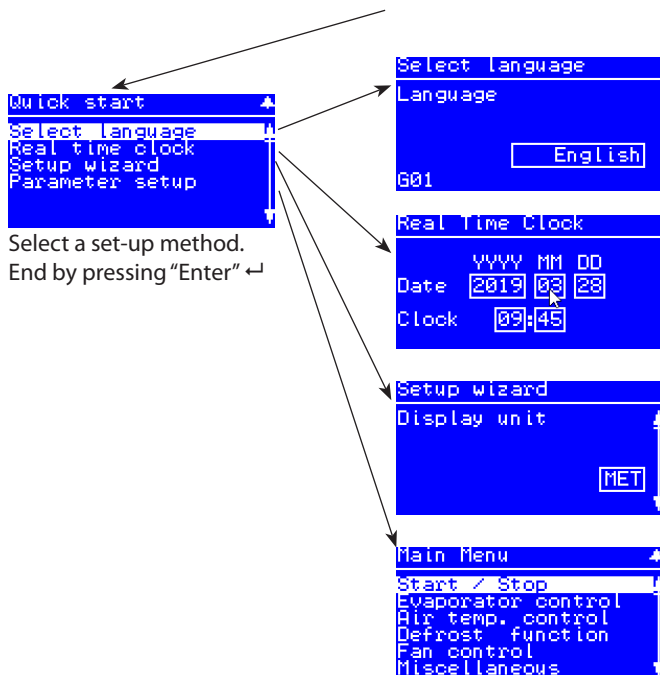 Quick start
Select language
Real time clock
Setup wizard
Parameter setup
Select a set-up method.
End by pressing “Enter” ↵
Select language
Language
English
G01
Real Time Clock
YYYY MM DD
Date 2019 03 28
Clock 09:45
Setup wizard
Display unit
MET
Main Menu
Start / Stop
Evaporator control
Air temp. control
Defrost function
Fan control
Miscellaneous